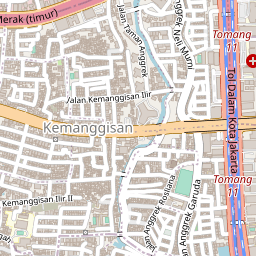 Merak (timur)
Jalan Taman Anggrek
Anggrek Neli Murni
Tomang
11
Jalan Kemanggisan Ilir
Kemanggisan
Tol Dalam Kota Jakarta
Kemanggisan Ilir II
Anggrek Rosliana
an Anggrek Garuda
Tomang
11